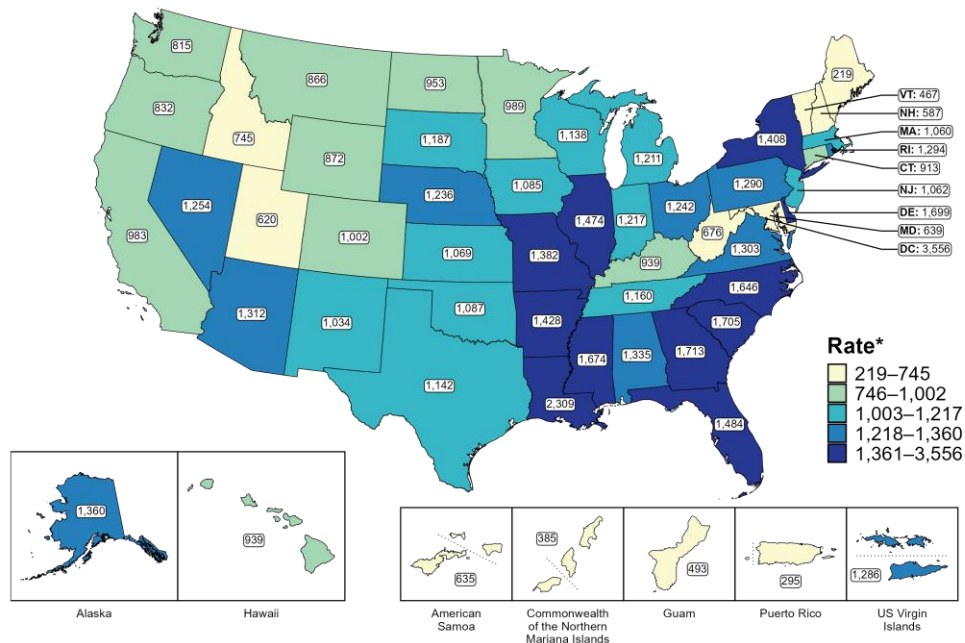 815
866
953
989
219
VT: 467
NH: 587
MA: 1,060
RI: 1,294
CT: 913
NJ: 1,062
DE: 1,699
MD: 639
DC: 3,556
832
745
872
1,187
1,138
1,211
1,408
983
1,254
620
1,002
1,236
1,085
1,474
1,217
1,242
1,290
676
1,303
1,069
1,382
939
1,312
1,034
1,087
1,428
1,160
1,646
1,705
1,142
2,309
1,674
1,335
1,713
1,484
Rate*
219–745
746–1,002
1,003–1,217
1,218–1,360
1,361–3,556
1,360
939
635
385
493
295
1,286
Alaska
Hawaii
American
Samoa
Commonwealth
of the Northern
Mariana Islands
Guam
Puerto Rico
US Virgin
Islands